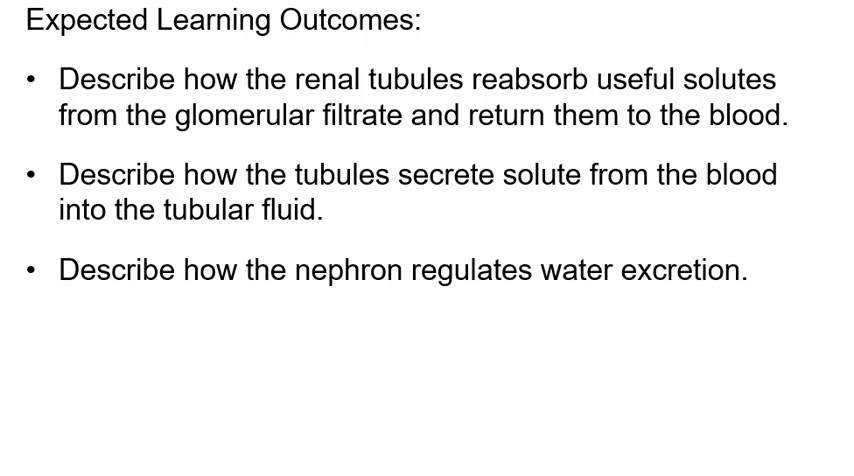 Expected Learning Outcomes:
• Describe how the renal tubules reabsorb useful solutes
from the glomerular filtrate and return them to the blood.
• Describe how the tubules secrete solute from the blood
into the tubular fluid.
• Describe how the nephron regulates water excretion.